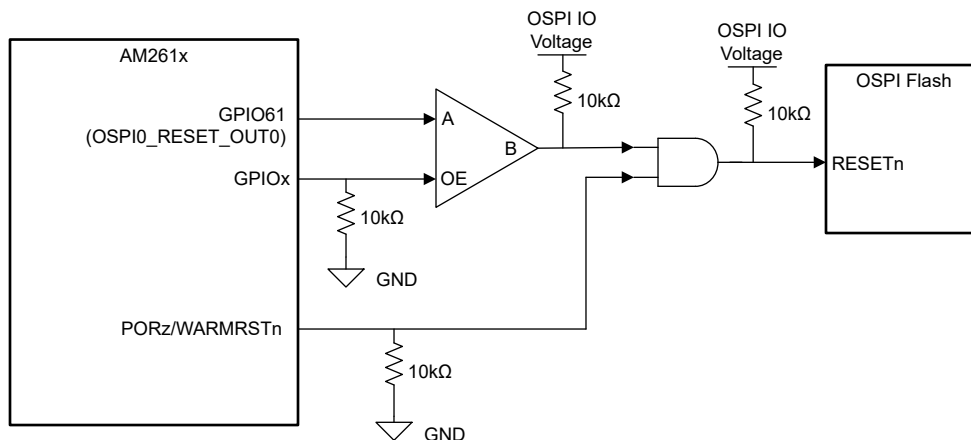 AM261x
GPIO61
(OSPI0_RESET_OUT0)
GPIOx
10kΩ
GND
PORz/WARMRSTn
10kΩ
GND
A
OE
B
OSPI IO
Voltage
10kΩ
OSPI IO
Voltage
10kΩ
OSPI Flash
RESETn